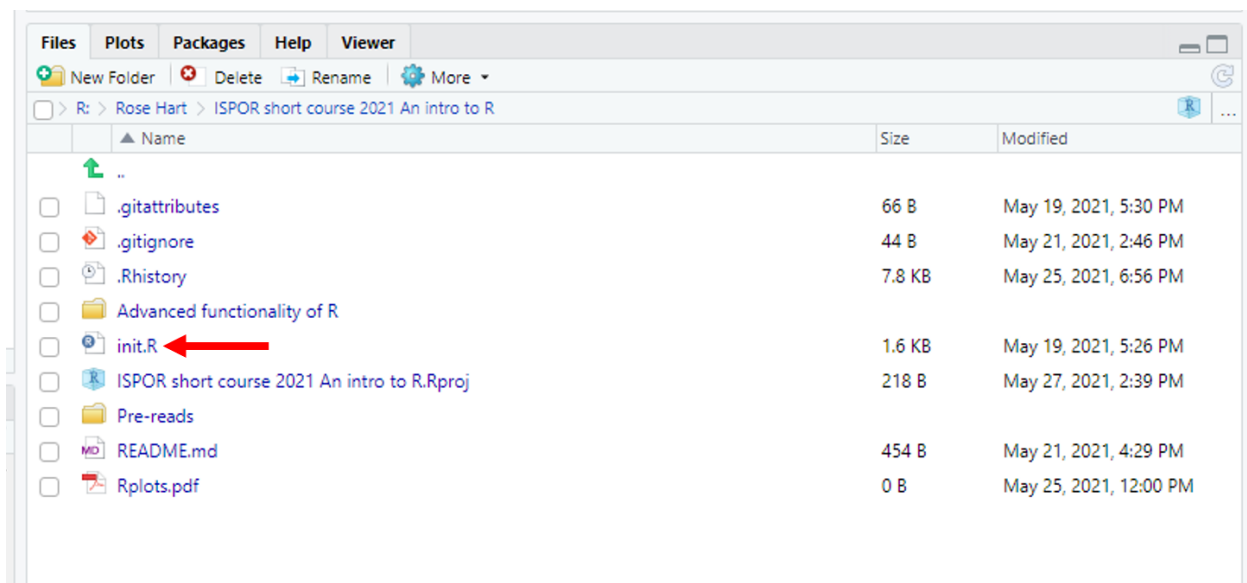 Files Plots Packages Help Viewer
New Folder Delete Rename More
R: > Rose Hart > ISPOR short course 2021 An intro to R R ...
Name Size Modified
..
.gitattributes 66 B May 19, 2021, 5:30 PM
.gitignore 44 B May 21, 2021, 2:46 PM
.Rhistory 7.8 KB May 25, 2021, 6:56 PM
Advanced functionality of R
init.R 1.6 KB May 19, 2021, 5:26 PM
ISPOR short course 2021 An intro to R.Rproj 218 B May 27, 2021, 2:39 PM
Pre-reads
MD README.md 454 B May 21, 2021, 4:29 PM
Rplots.pdf 0 B May 25, 2021, 12:00 PM